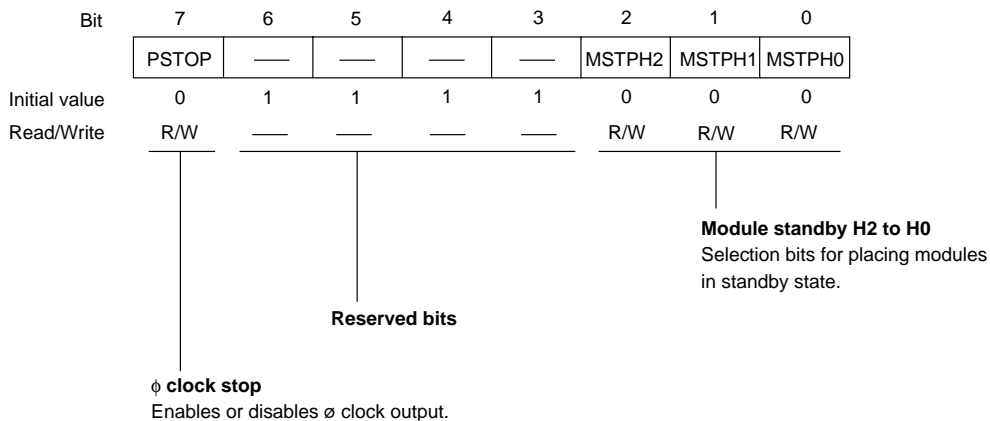 Bit 7 6 5 4 3 2 1 0
PSTOP — — — — MSTPH2 MSTPH1 MSTPH0
Initial value 0 1 1 1 1 0 0 0
Read/Write R/W — — — — R/W R/W R/W
Module standby H2 to H0
Selection bits for placing modules
in standby state.
Reserved bits
ϕ clock stop
Enables or disables ø clock output.